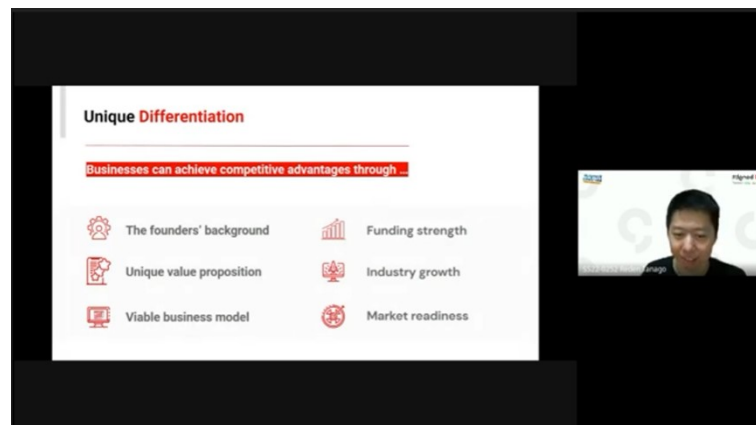 Unique Differentiation
Businesses can achieve competitive advantages through ...
The founders' background
Funding strength
Unique value proposition
Industry growth
Viable business model
Market readiness